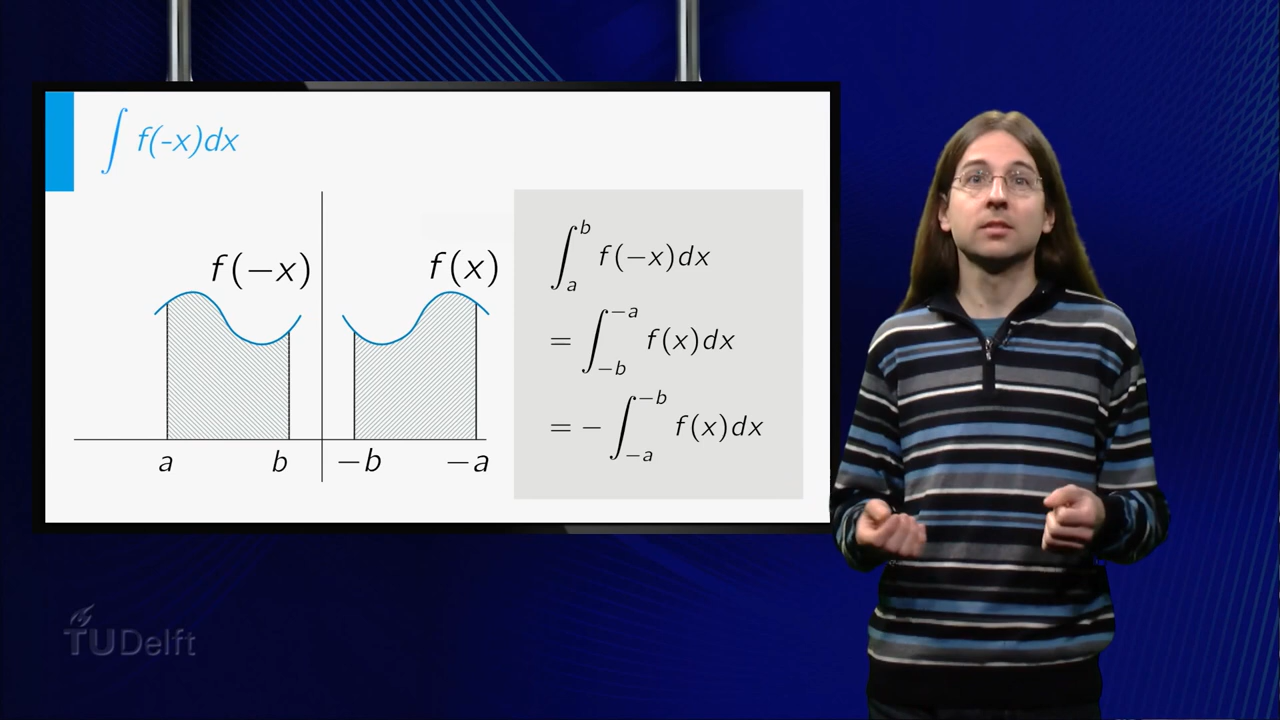 ∫ f(-x)dx
f(−x)
f(x)
a b −b −a
∫_a^b f(−x)dx
= ∫_{−b}^{−a} f(x)dx
= − ∫_{−a}^{−b} f(x)dx
TUDelft